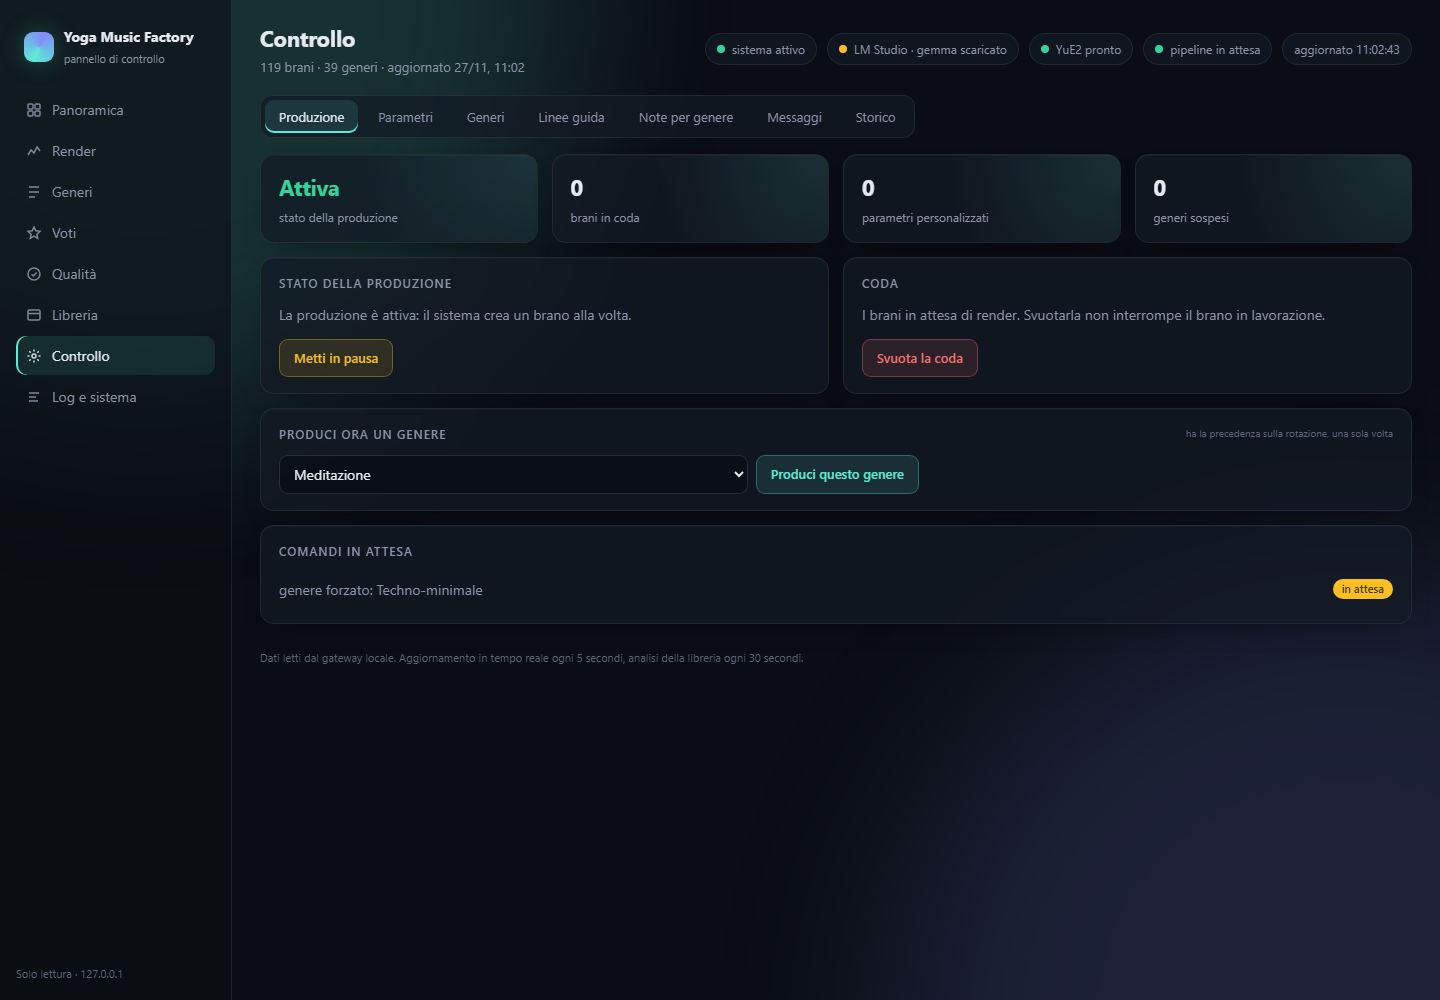 Yoga Music Factory
pannello di controllo
Panoramica
Render
Generi
Voti
Qualità
Libreria
Controllo
Log e sistema
Solo lettura · 127.0.0.1
Controllo
119 brani · 39 generi · aggiornato 27/11, 11:02
sistema attivo
LM Studio · gemma scaricato
YuE2 pronto
pipeline in attesa
aggiornato 11:02:43
Produzione
Parametri
Generi
Linee guida
Note per genere
Messaggi
Storico
Attiva
stato della produzione
0
brani in coda
0
parametri personalizzati
0
generi sospesi
STATO DELLA PRODUZIONE
La produzione è attiva: il sistema crea un brano alla volta.
Metti in pausa
CODA
I brani in attesa di render. Svuotarla non interrompe il brano in lavorazione.
Svuota la coda
PRODUCI ORA UN GENERE
ha la precedenza sulla rotazione, una sola volta
Meditazione
Produci questo genere
COMANDI IN ATTESA
genere forzato: Techno-minimale
in attesa
Dati letti dal gateway locale. Aggiornamento in tempo reale ogni 5 secondi, analisi della libreria ogni 30 secondi.